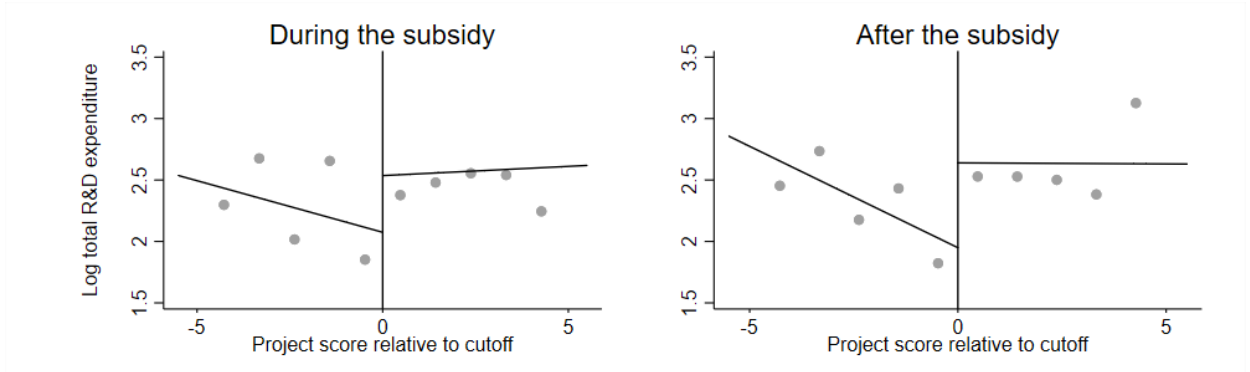 During the subsidy
Log total R&D expenditure
3.5
3
2.5
2
1.5
-5 0 5
Project score relative to cutoff
After the subsidy
3.5
3
2.5
2
1.5
-5 0 5
Project score relative to cutoff